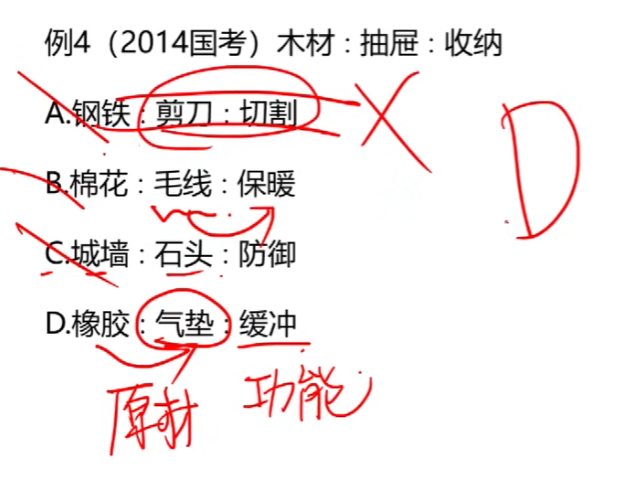 例4（2014国考）木材：抽屉：收纳
A.钢铁：剪刀：切割
B.棉花：毛线：保暖
C.城墙：石头：防御
D.橡胶：气垫：缓冲
D
原材 功能